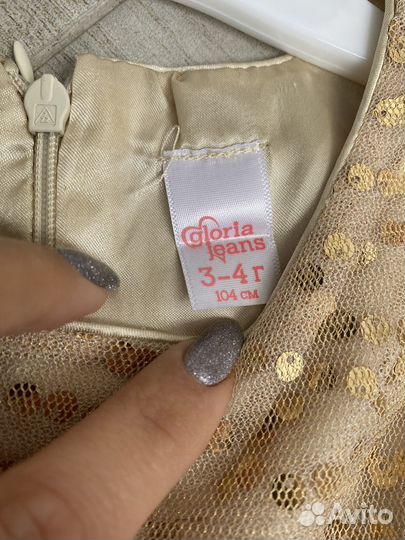 gloria
jeans
3-4 г
104 см
Avito